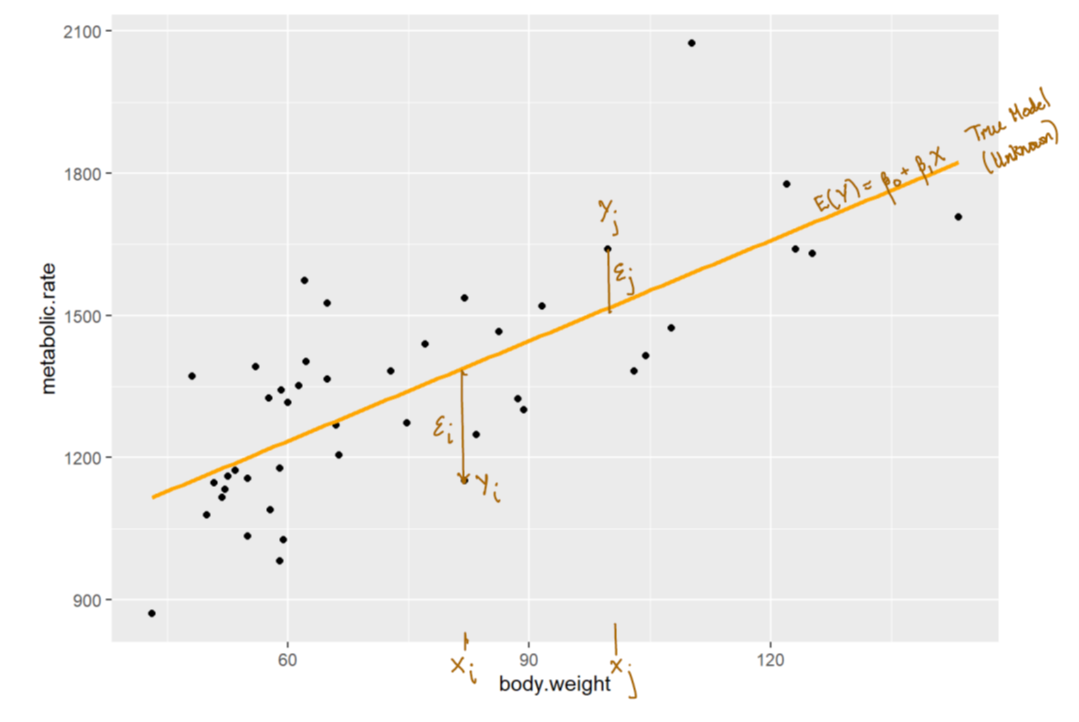 2100
True Model
(Unknown)
1800
E(Y) = β₀ + β₁X
Yj
εj
1500
metabolic.rate
εi
1200
Yi
900
60
90
120
Xi
Xj
body.weight